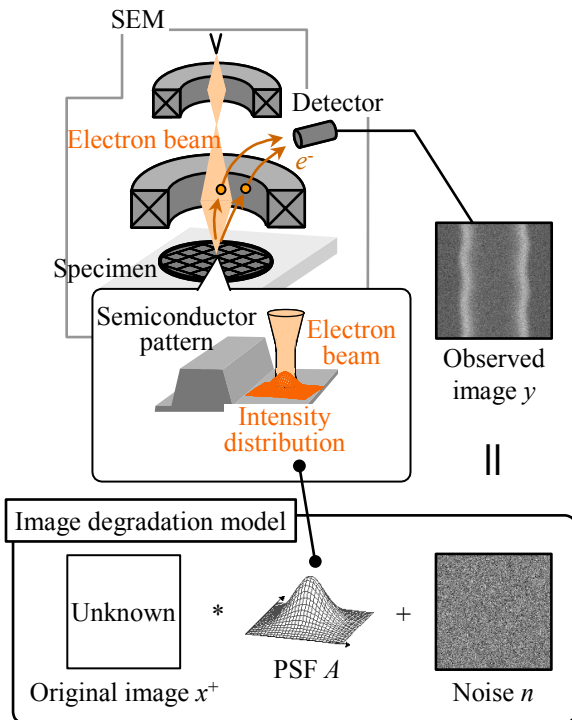 SEM
Detector
Electron beam
e-
Specimen
Semiconductor
pattern
Electron
beam
Intensity
distribution
Observed
image y
=
Image degradation model
Unknown
*
+
PSF A
Original image x+
Noise n